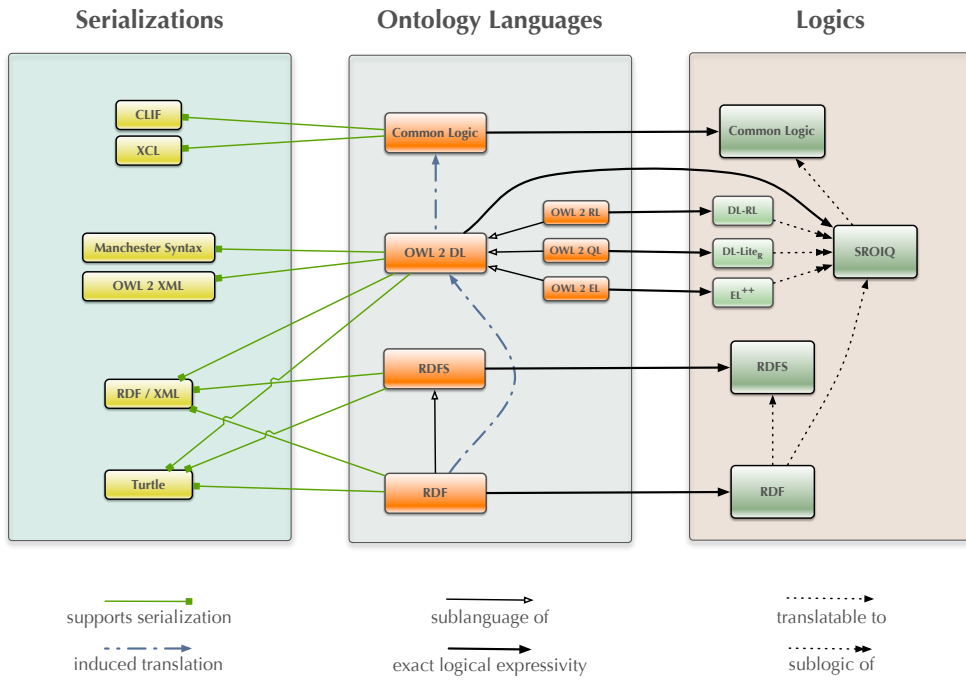 Serializations
Ontology Languages
Logics
CLIF
XCL
Common Logic
Common Logic
Manchester Syntax
OWL 2 XML
OWL 2 DL
OWL 2 RL
OWL 2 QL
OWL 2 EL
DL-RL
DL-LiteR
EL++
SROIQ
RDF / XML
RDFS
RDFS
Turtle
RDF
RDF
supports serialization
sublanguage of
translatable to
induced translation
exact logical expressivity
sublogic of